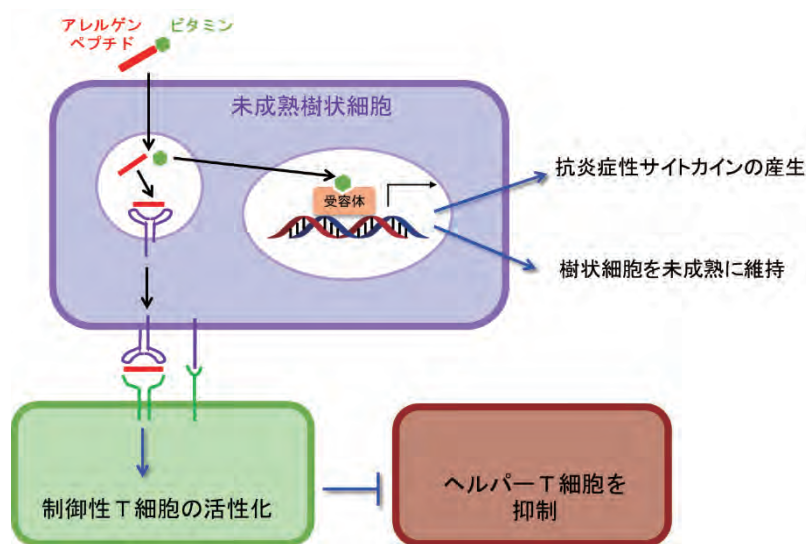 アレルゲン
ペプチド
ビタミン
未成熟樹状細胞
受容体
抗炎症性サイトカインの産生
樹状細胞を未成熟に維持
制御性T細胞の活性化
ヘルパーT細胞を
抑制